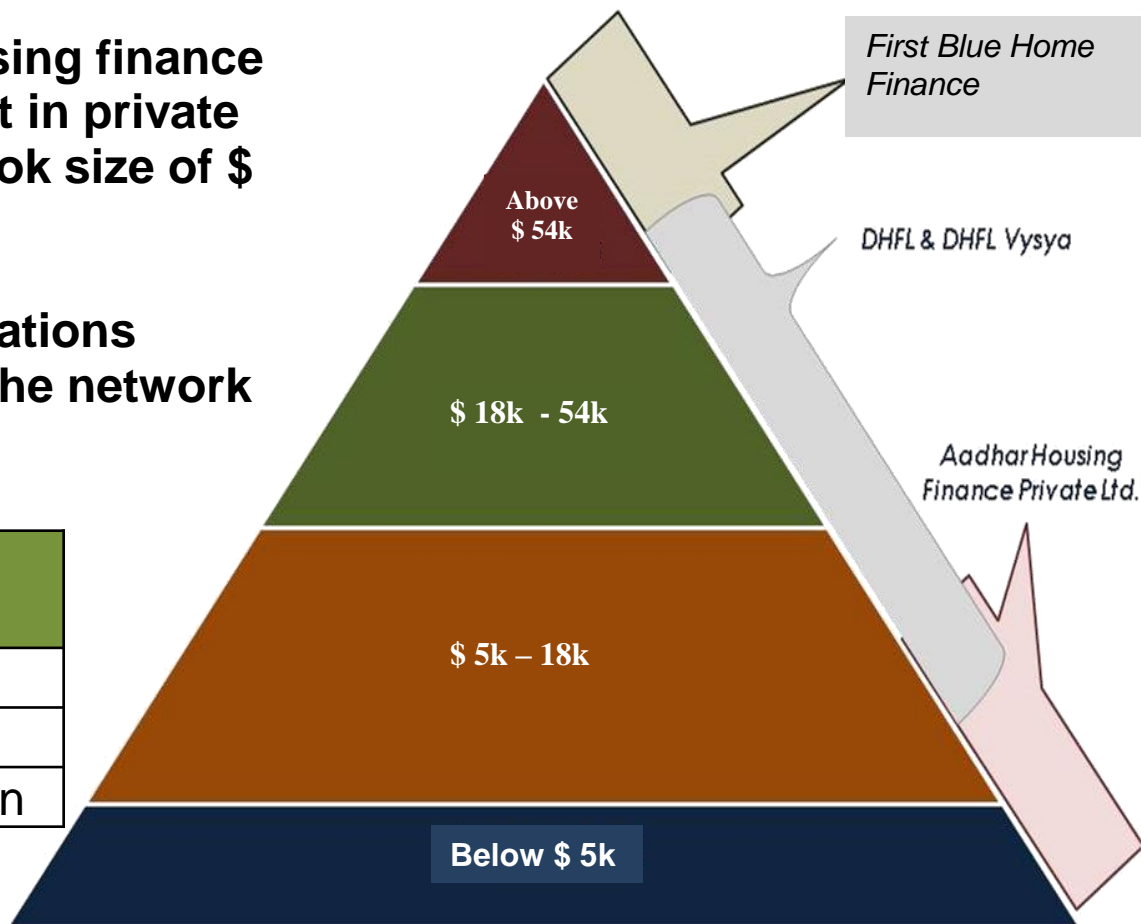 sing finance
t in private
ok size of $
ations
he network
n
Above
$ 54k
$ 18k - 54k
$ 5k – 18k
Below $ 5k
First Blue Home
Finance
DHFL & DHFL Vysya
Aadhar Housing
Finance Private Ltd.